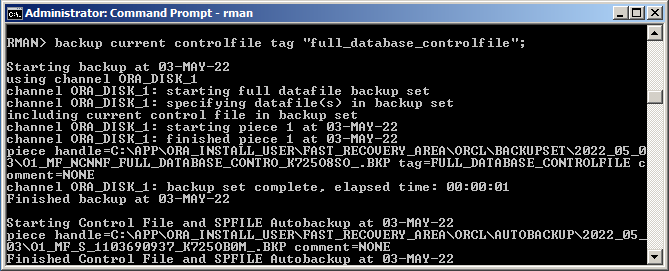 Administrator: Command Prompt - rman
RMAN> backup current controlfile tag "full_database_controlfile";
Starting backup at 03-MAY-22
using channel ORA_DISK_1
channel ORA_DISK_1: starting full datafile backup set
channel ORA_DISK_1: specifying datafile(s) in backup set
including current control file in backup set
channel ORA_DISK_1: starting piece 1 at 03-MAY-22
channel ORA_DISK_1: finished piece 1 at 03-MAY-22
piece handle=C:\APP\ORA_INSTALL_USER\FAST_RECOVERY_AREA\ORCL\BACKUPSET\2022_05_0
3\O1_MF_NCNNF_FULL_DATABASE_CONTRO_K725O8SO_.BKP tag=FULL_DATABASE_CONTROLFILE c
omment=NONE
channel ORA_DISK_1: backup set complete, elapsed time: 00:00:01
Finished backup at 03-MAY-22
Starting Control File and SPFILE Autobackup at 03-MAY-22
piece handle=C:\APP\ORA_INSTALL_USER\FAST_RECOVERY_AREA\ORCL\AUTOBACKUP\2022_05_
03\O1_MF_S_1103690937_K725OB0M_.BKP comment=NONE
Finished Control File and SPFILE Autobackup at 03-MAY-22